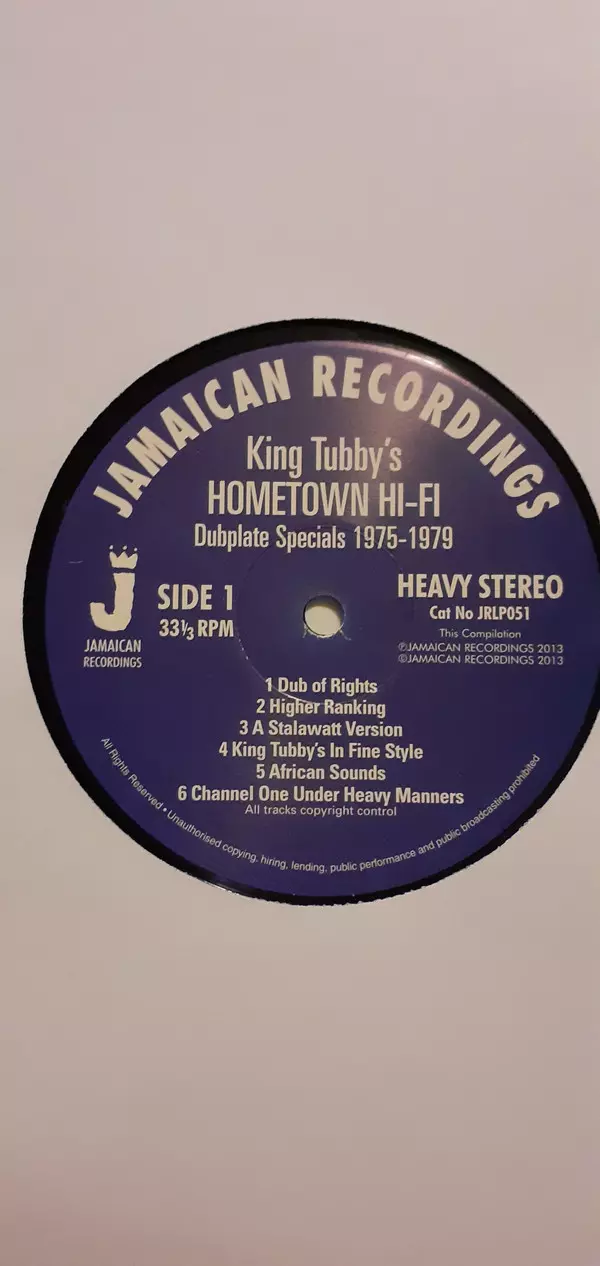 JAMAICAN RECORDINGS
King Tubby's
HOMETOWN HI-FI
Dubplate Specials 1975-1979
J
JAMAICAN
RECORDINGS
SIDE 1
33⅓ RPM
HEAVY STEREO
Cat No JRLP051
This Compilation
ⓅJAMAICAN RECORDINGS 2013
©JAMAICAN RECORDINGS 2013
1 Dub of Rights
2 Higher Ranking
3 A Stalawatt Version
4 King Tubby's In Fine Style
5 African Sounds
6 Channel One Under Heavy Manners
All tracks copyright control
All Rights Reserved • Unauthorised copying, hiring, lending, public performance and public broadcasting prohibited